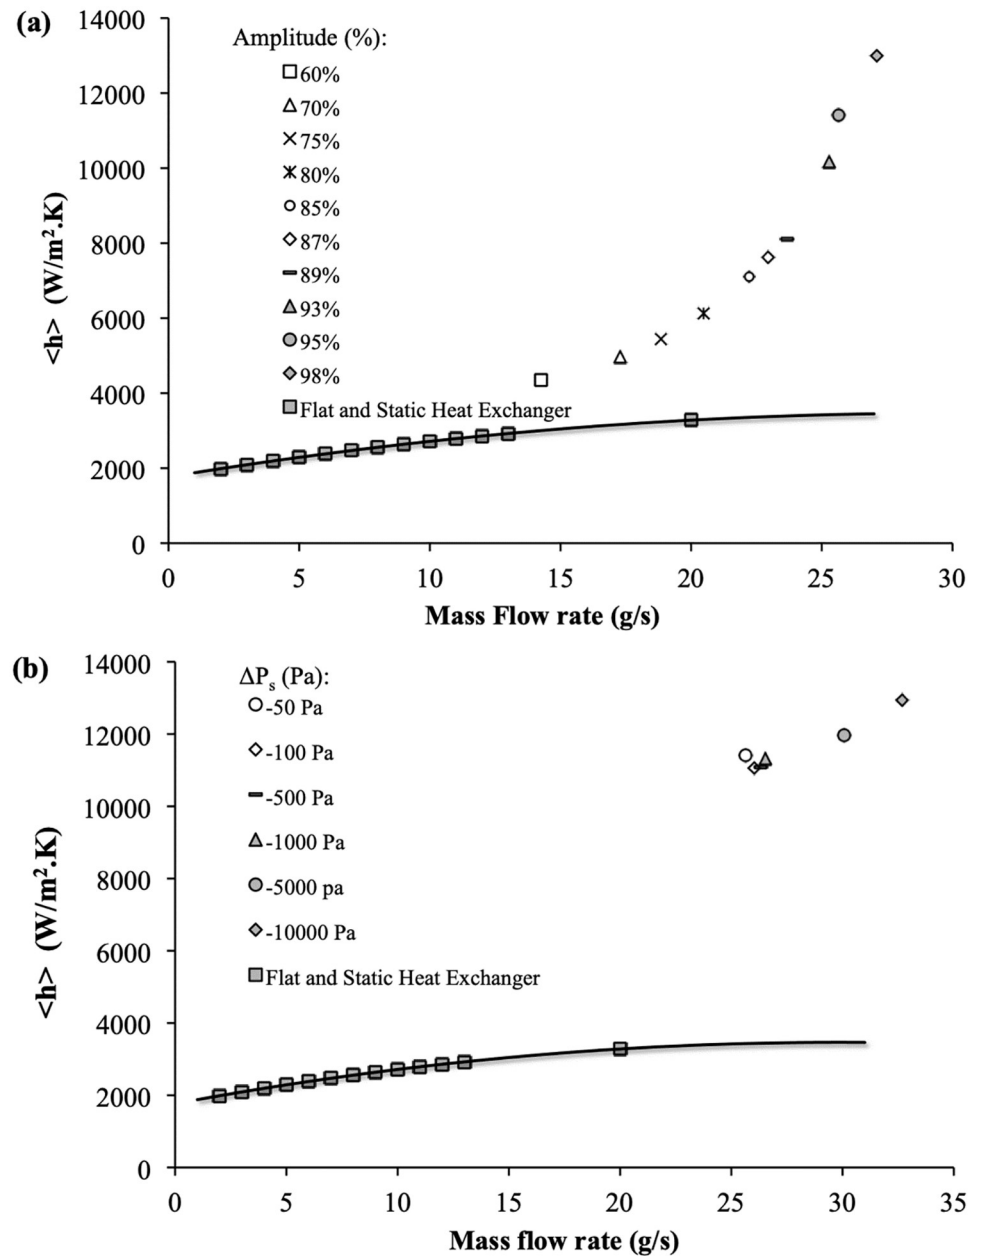 (a)
14000
12000
10000
8000
6000
4000
2000
0
<h> (W/m².K)
Amplitude (%):
60%
70%
75%
80%
85%
87%
89%
93%
95%
98%
Flat and Static Heat Exchanger
0 5 10 15 20 25 30
Mass Flow rate (g/s)
(b)
14000
12000
10000
8000
6000
4000
2000
0
<h> (W/m².K)
ΔPs (Pa):
-50 Pa
-100 Pa
-500 Pa
-1000 Pa
-5000 pa
-10000 Pa
Flat and Static Heat Exchanger
0 5 10 15 20 25 30 35
Mass flow rate (g/s)